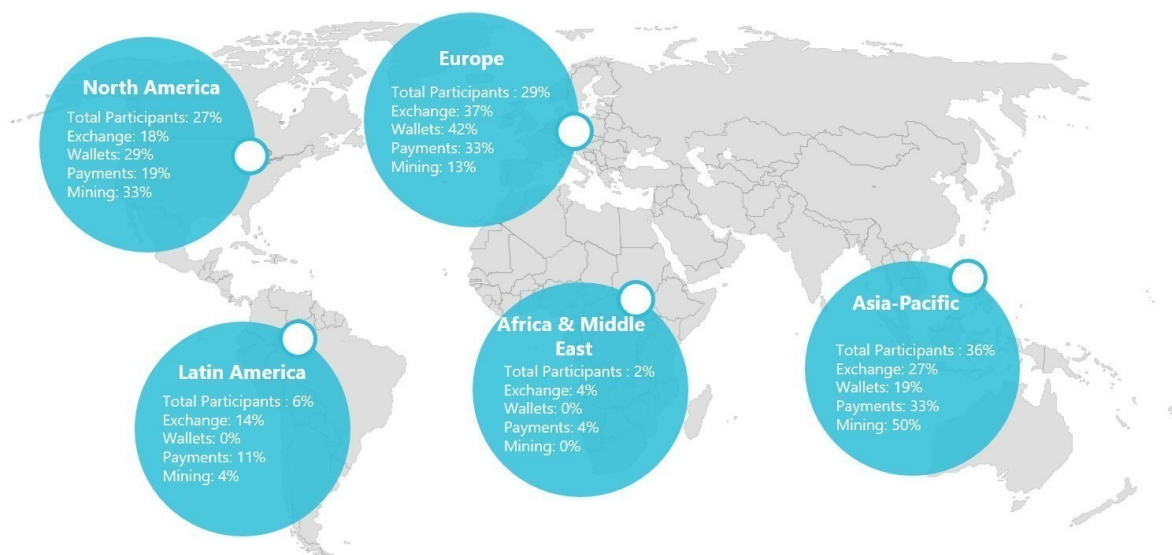 North America
Total Participants: 27%
Exchange: 18%
Wallets: 29%
Payments: 19%
Mining: 33%
Europe
Total Participants : 29%
Exchange: 37%
Wallets: 42%
Payments: 33%
Mining: 13%
Latin America
Total Participants : 6%
Exchange: 14%
Wallets: 0%
Payments: 11%
Mining: 4%
Africa & Middle
East
Total Participants : 2%
Exchange: 4%
Wallets: 0%
Payments: 4%
Mining: 0%
Asia-Pacific
Total Participants : 36%
Exchange: 27%
Wallets: 19%
Payments: 33%
Mining: 50%